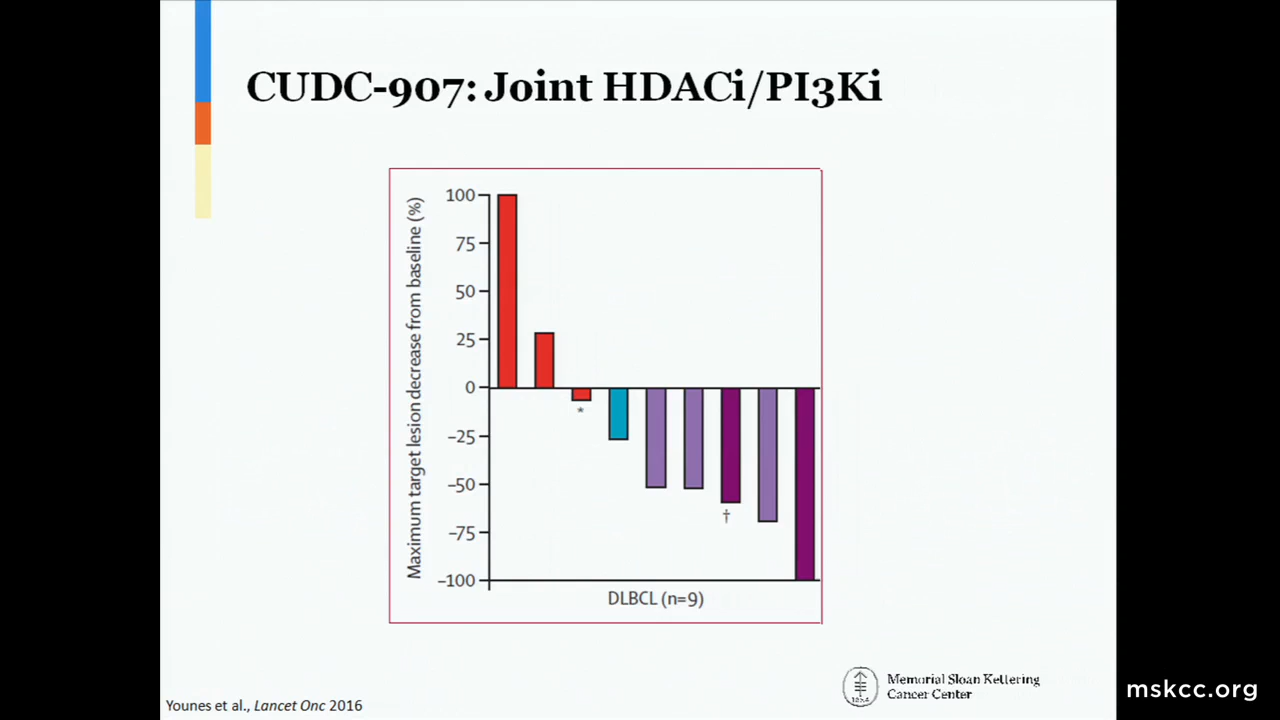 CUDC-907: Joint HDACi/PI3Ki
Maximum target lesion decrease from baseline (%)
100
75
50
25
0
−25
−50
−75
−100
*
†
DLBCL (n=9)
Memorial Sloan Kettering
Cancer Center
mskcc.org
Younes et al., Lancet Onc 2016